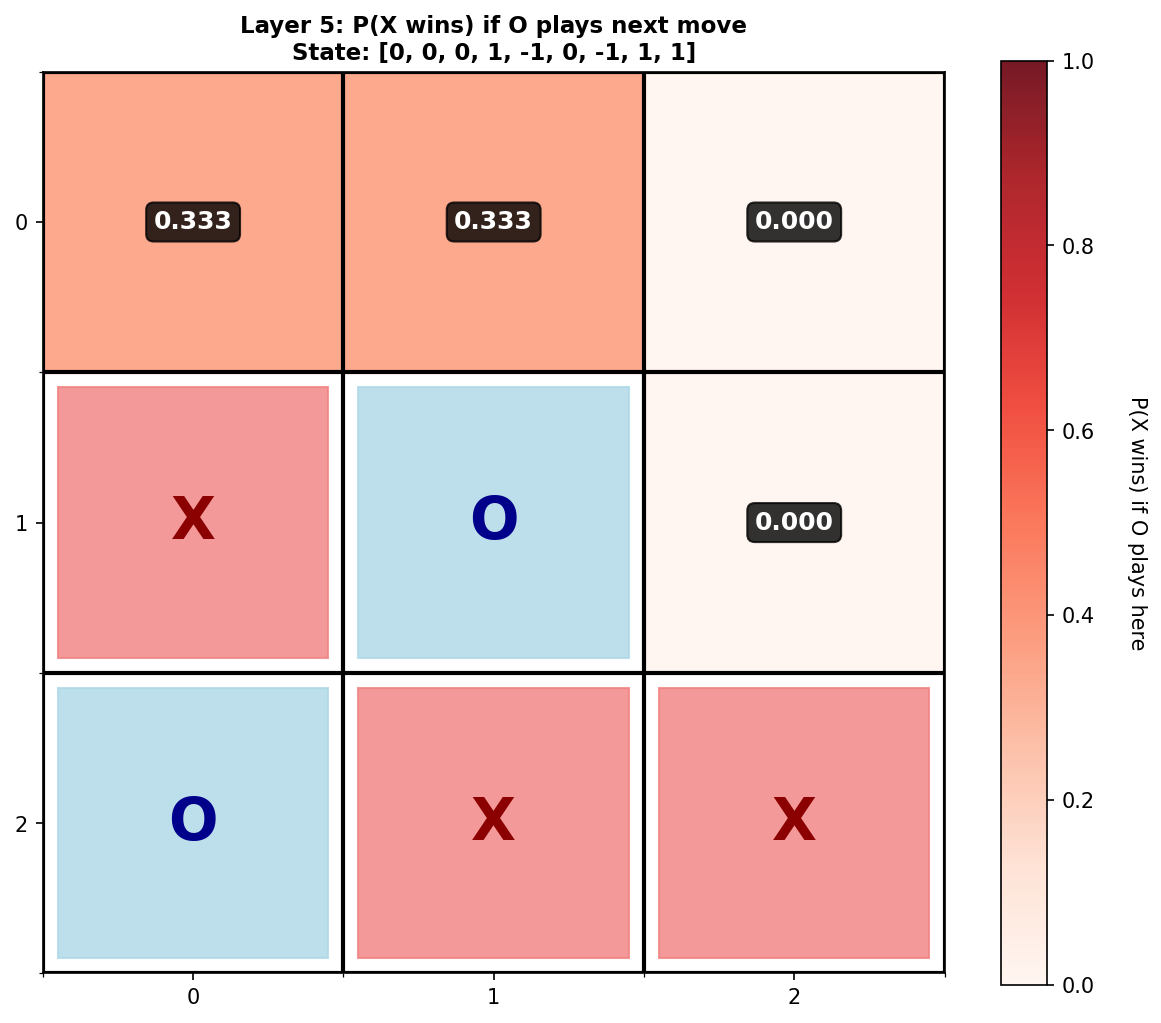 Layer 5: P(X wins) if O plays next move
State: [0, 0, 0, 1, -1, 0, -1, 1, 1]
0
0.333
0.333
0.000
1
X
O
0.000
2
O
X
X
0
1
2
1.0
0.8
0.6
0.4
0.2
0.0
P(X wins) if O plays here